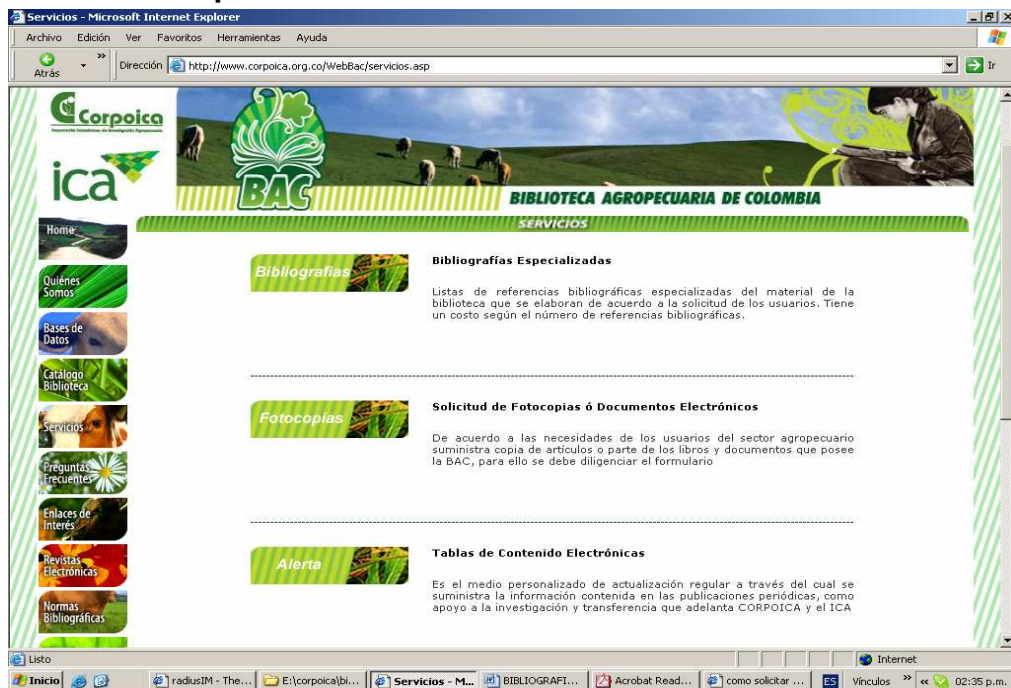 Servicios - Microsoft Internet Explorer
Archivo Edición Ver Favoritos Herramientas Ayuda
Atrás » Dirección http://www.corpoica.org.co/WebBac/servicios.asp Ir
Corpoica
Corporación Colombiana de Investigación Agropecuaria
ica
BAC
BIBLIOTECA AGROPECUARIA DE COLOMBIA
SERVICIOS
Home
Quiénes
Somos
Bases de
Datos
Catálogo
Biblioteca
Servicios
Preguntas
Frecuentes
Enlaces de
Interés
Revistas
Electrónicas
Normas
Bibliográficas
Bibliografias
Bibliografías Especializadas
Listas de referencias bibliográficas especializadas del material de la
biblioteca que se elaboran de acuerdo a la solicitud de los usuarios. Tiene
un costo según el número de referencias bibliográficas.
Fotocopias
Solicitud de Fotocopias ó Documentos Electrónicos
De acuerdo a las necesidades de los usuarios del sector agropecuario
suministra copia de artículos o parte de los libros y documentos que posee
la BAC, para ello se debe diligenciar el formulario
Alerta
Tablas de Contenido Electrónicas
Es el medio personalizado de actualización regular a través del cual se
suministra la información contenida en las publicaciones periódicas, como
apoyo a la investigación y transferencia que adelanta CORPOICA y el ICA
Listo Internet
Inicio radiusIM - The... E:\corpoica\bi... Servicios - M... BIBLIOGRAFI... Acrobat Read... como solicitar ... ES Vínculos » « 02:35 p.m.